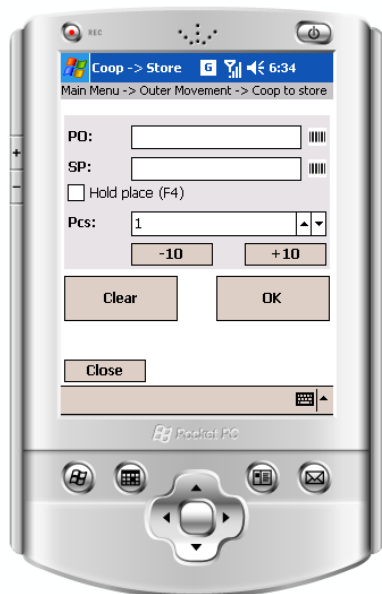 REC
Coop -> Store G 6:34
Main Menu -> Outer Movement -> Coop to store
PO:
SP:
Hold place (F4)
Pcs: 1
-10 +10
Clear OK
Close
Pocket PC